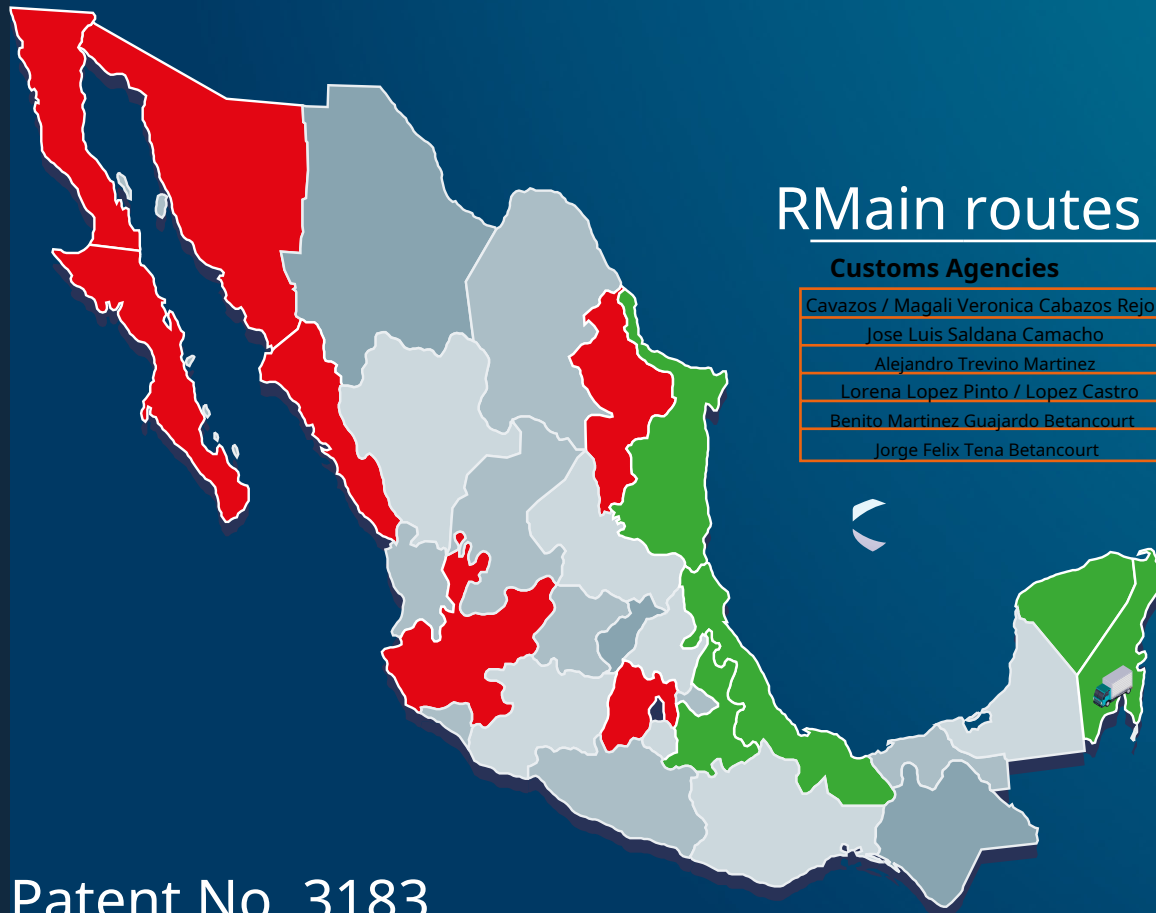 RMain routes
Customs Agencies
Cavazos / Magali Veronica Cabazos Rejo
Jose Luis Saldana Camacho
Alejandro Trevino Martinez
Lorena Lopez Pinto / Lopez Castro
Benito Martinez Guajardo Betancourt
Jorge Felix Tena Betancourt
Patent No 3183